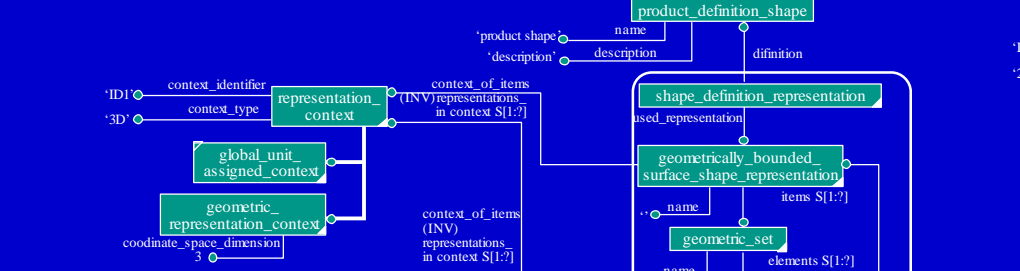 product_definition_shape
name
'product shape'
'description'
description
difinition
context_identifier
'ID1'
context_type
'3D'
representation_
context
context_of_items
(INV)representations_
in context S[1:?]
shape_definition_representation
used_representation
global_unit_
assigned_context
geometrically_bounded_
surface_shape_representation
items S[1:?]
geometric_
representation_context
coodinate_space_dimension
3
context_of_items
(INV)
representations_
in context S[1:?]
name
''
geometric_set
elements S[1:?]
name